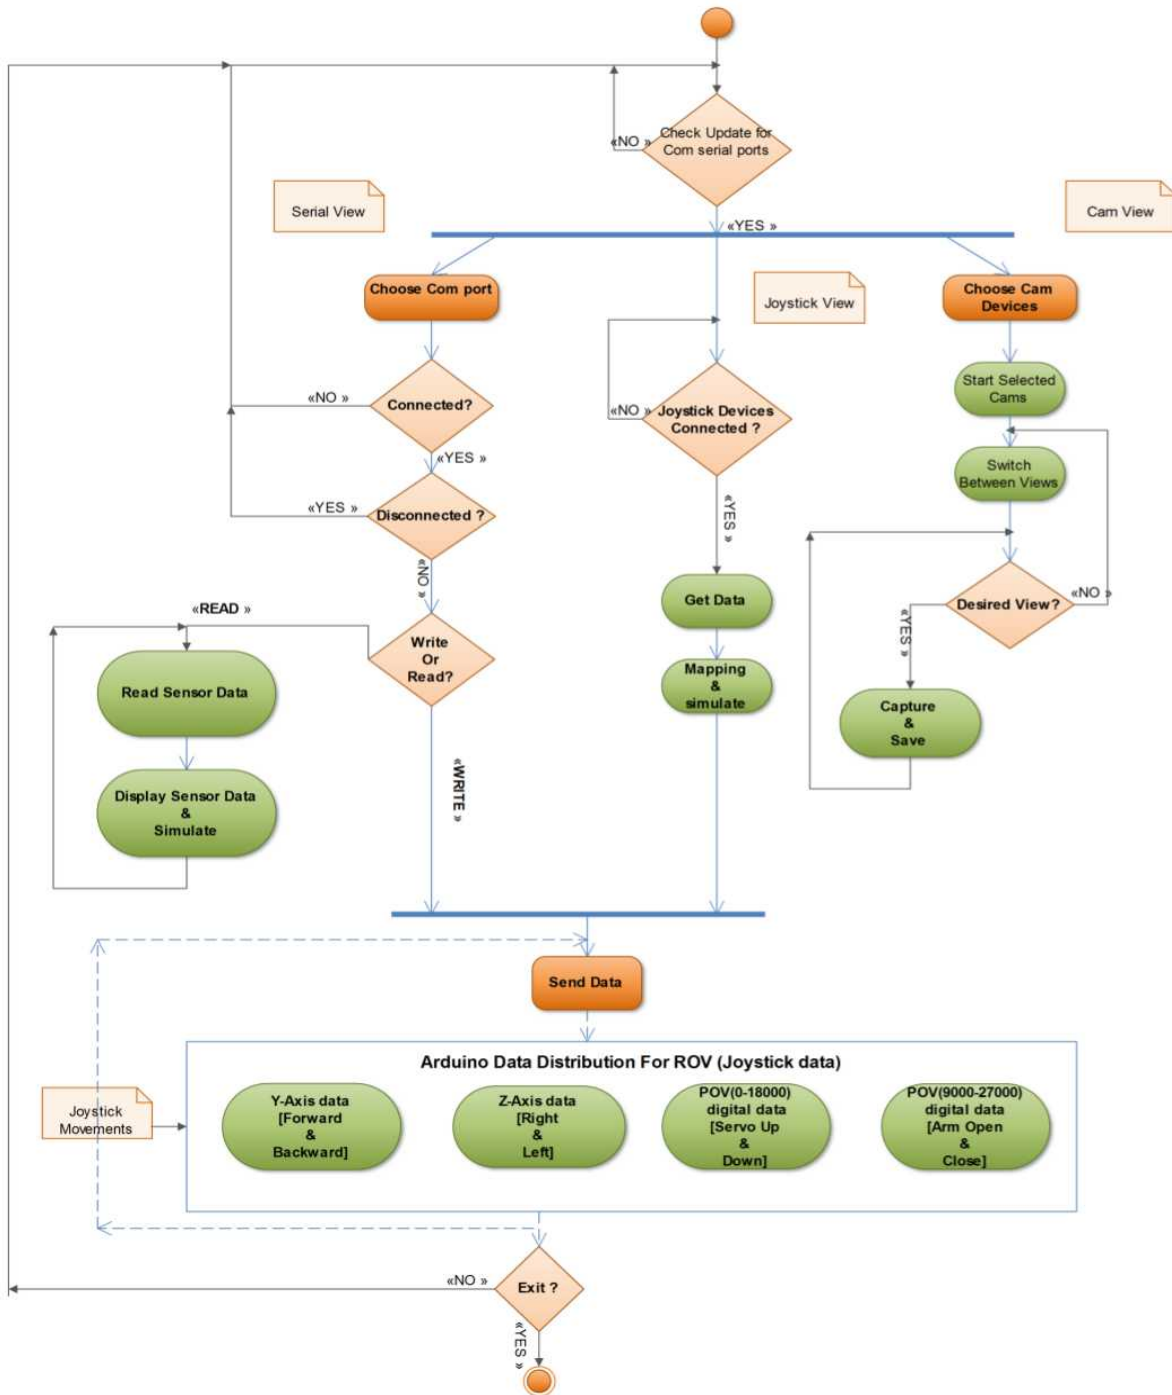 «NO »
Check Update for
Com serial ports
Serial View
Cam View
«YES »
Choose Com port
Joystick View
Choose Cam
Devices
Start Selected
Cams
«NO »
Connected?
«NO »
Joystick Devices
Connected ?
«YES »
Switch
Between Views
«YES »
Disconnected ?
«YES »
«NO »
Desired View?
«NO »
«YES »
«READ »
Write
Or
Read?
Get Data
Read Sensor Data
Mapping
&
simulate
Capture
&
Save
«WRITE »
Display Sensor Data
&
Simulate
Send Data
Arduino Data Distribution For ROV (Joystick data)
Joystick
Movements
Y-Axis data
[Forward
&
Backward]
Z-Axis data
[Right
&
Left]
POV(0-18000)
digital data
[Servo Up
&
Down]
POV(9000-27000)
digital data
[Arm Open
&
Close]
«NO »
Exit ?
«YES »